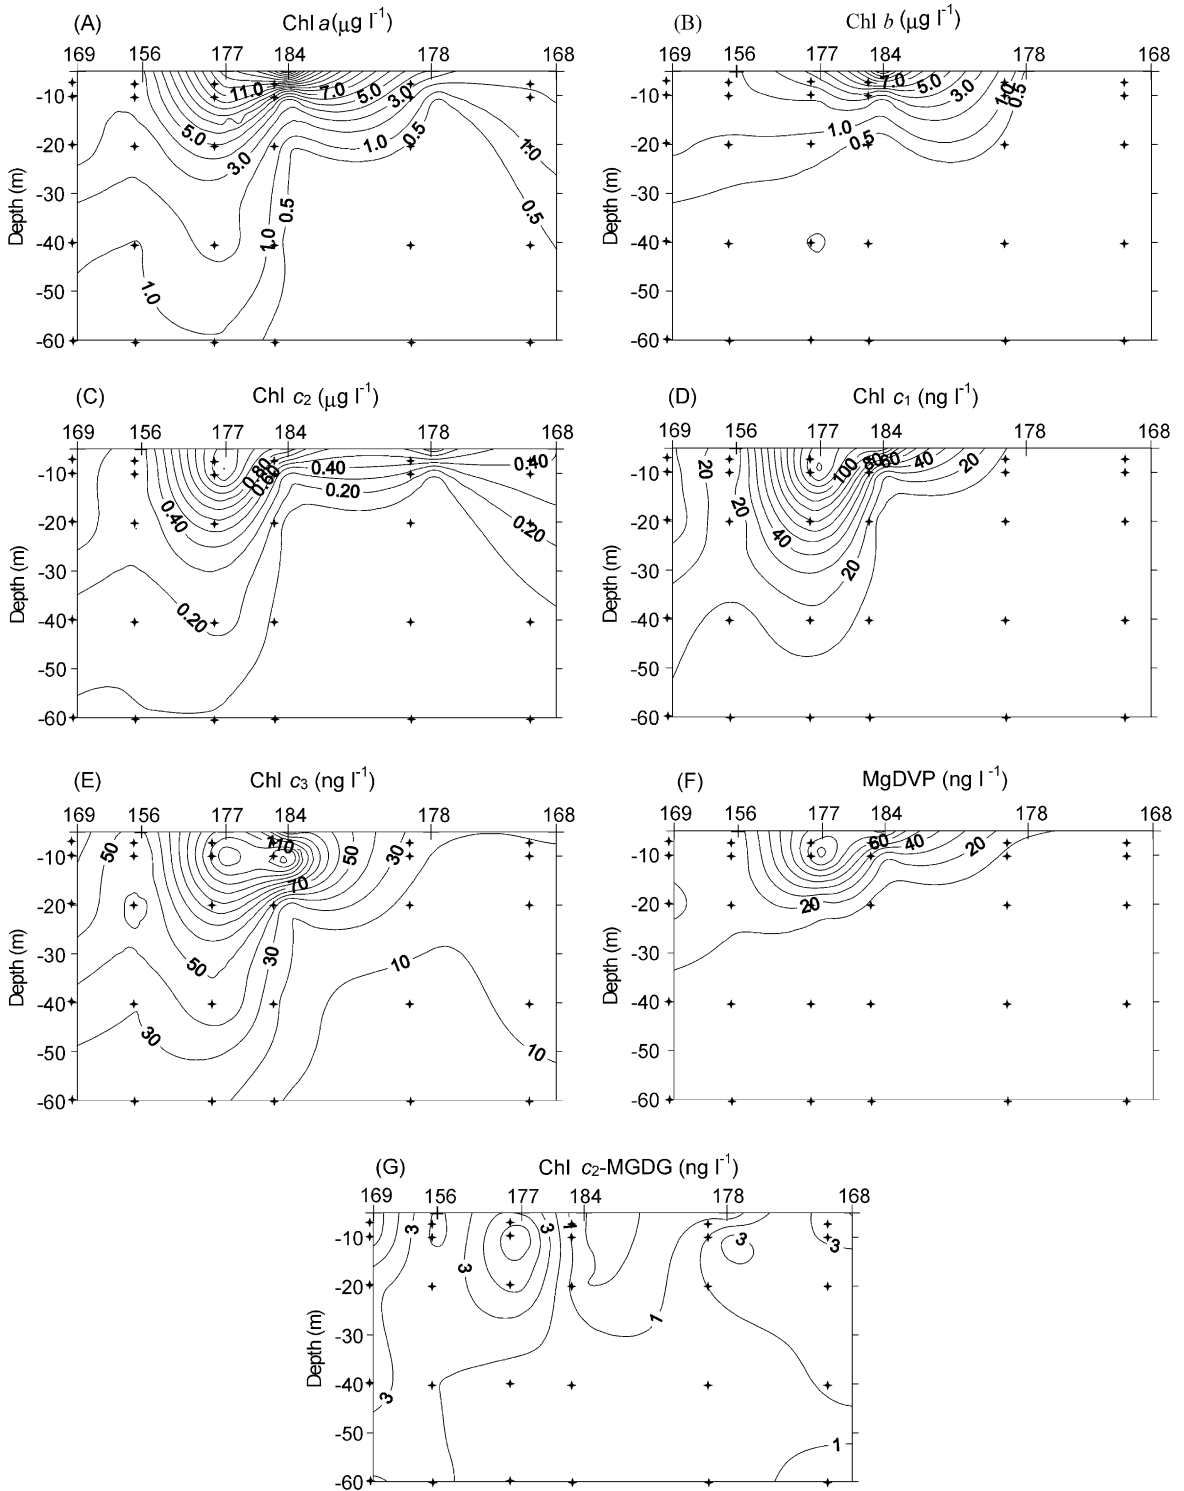 (A) Chl a (µg l⁻¹)
169 156 177 184 178 168
-10 11.0 7.0 5.0 3.0
-20 5.0 3.0 1.0 0.5 1.0
-30
Depth (m)
0.5 0.5
-40 1.0
-50 1.0
-60
(B) Chl b (µg l⁻¹)
169 156 177 184 178 168
-10 7.0 5.0 3.0 1.0 0.5
-20 1.0 0.5
-30
Depth (m)
-40
-50
-60
(C) Chl c₂ (µg l⁻¹)
169 156 177 184 178 168
-10 0.80 0.60 0.40 0.40
0.20
-20 0.40 0.20
-30
Depth (m)
-40 0.20
-50
-60
(D) Chl c₁ (ng l⁻¹)
169 156 177 184 178 168
-10 20 100 80 60 40 20
-20 20
40
-30 20
Depth (m)
-40
-50
-60
(E) Chl c₃ (ng l⁻¹)
169 156 177 184 178 168
-10 50 110 50 30
70
-20
-30 50 30 10
Depth (m)
-40
30
-50 10
-60
(F) MgDVP (ng l⁻¹)
169 156 177 184 178 168
-10 60 40 20
-20 20
-30
Depth (m)
-40
-50
-60
(G) Chl c₂-MGDG (ng l⁻¹)
169 156 177 184 178 168
-10 3 3 1 3 3
3
-20
1
-30
Depth (m)
-40 3
-50 1
-60